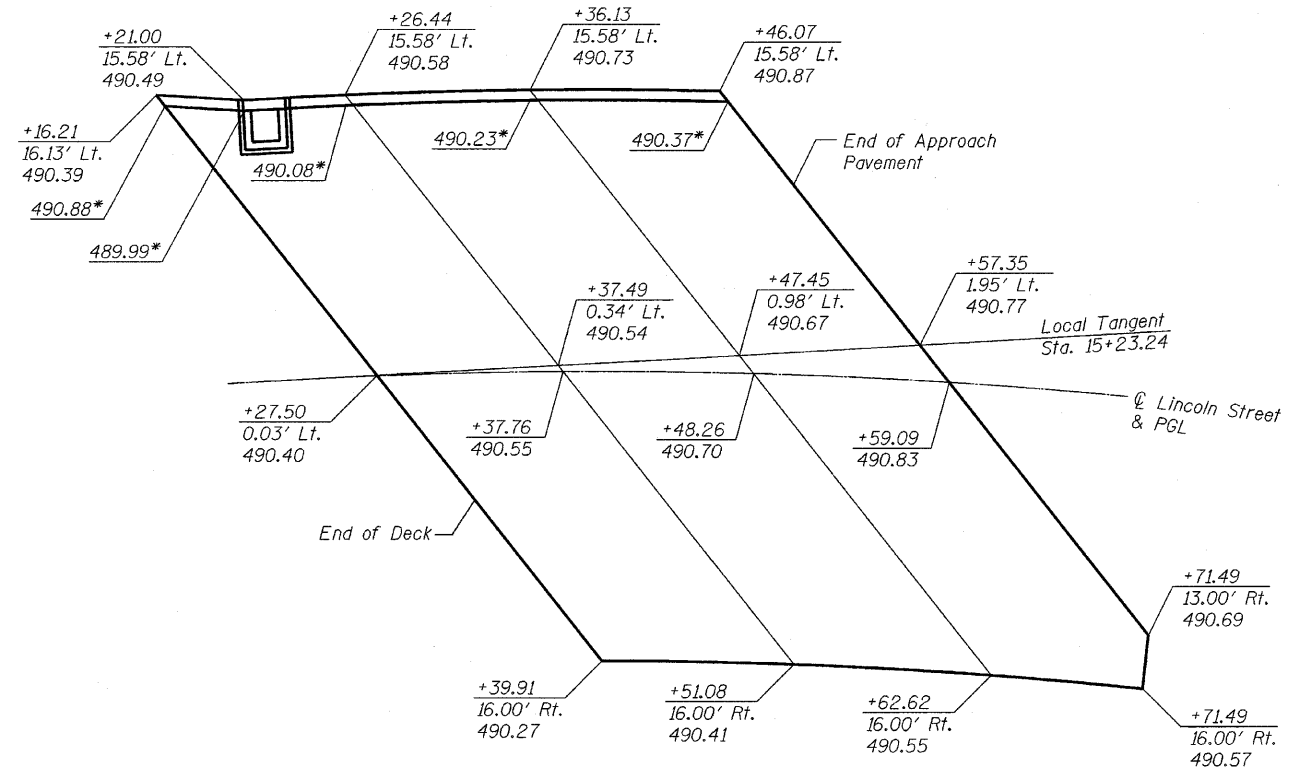 +21.00
15.58' Lt.
490.49
+26.44
15.58' Lt.
490.58
+36.13
15.58' Lt.
490.73
+46.07
15.58' Lt.
490.87
+16.21
16.13' Lt.
490.39
490.88*
489.99*
490.08*
490.23*
490.37*
End of Approach
Pavement
+37.49
0.34' Lt.
490.54
+47.45
0.98' Lt.
490.67
+57.35
1.95' Lt.
490.77
Local Tangent
Sta. 15+23.24
+27.50
0.03' Lt.
490.40
+37.76
490.55
+48.26
490.70
+59.09
490.83
℄ Lincoln Street
& PGL
End of Deck
+39.91
16.00' Rt.
490.27
+51.08
16.00' Rt.
490.41
+62.62
16.00' Rt.
490.55
+71.49
13.00' Rt.
490.69
+71.49
16.00' Rt.
490.57